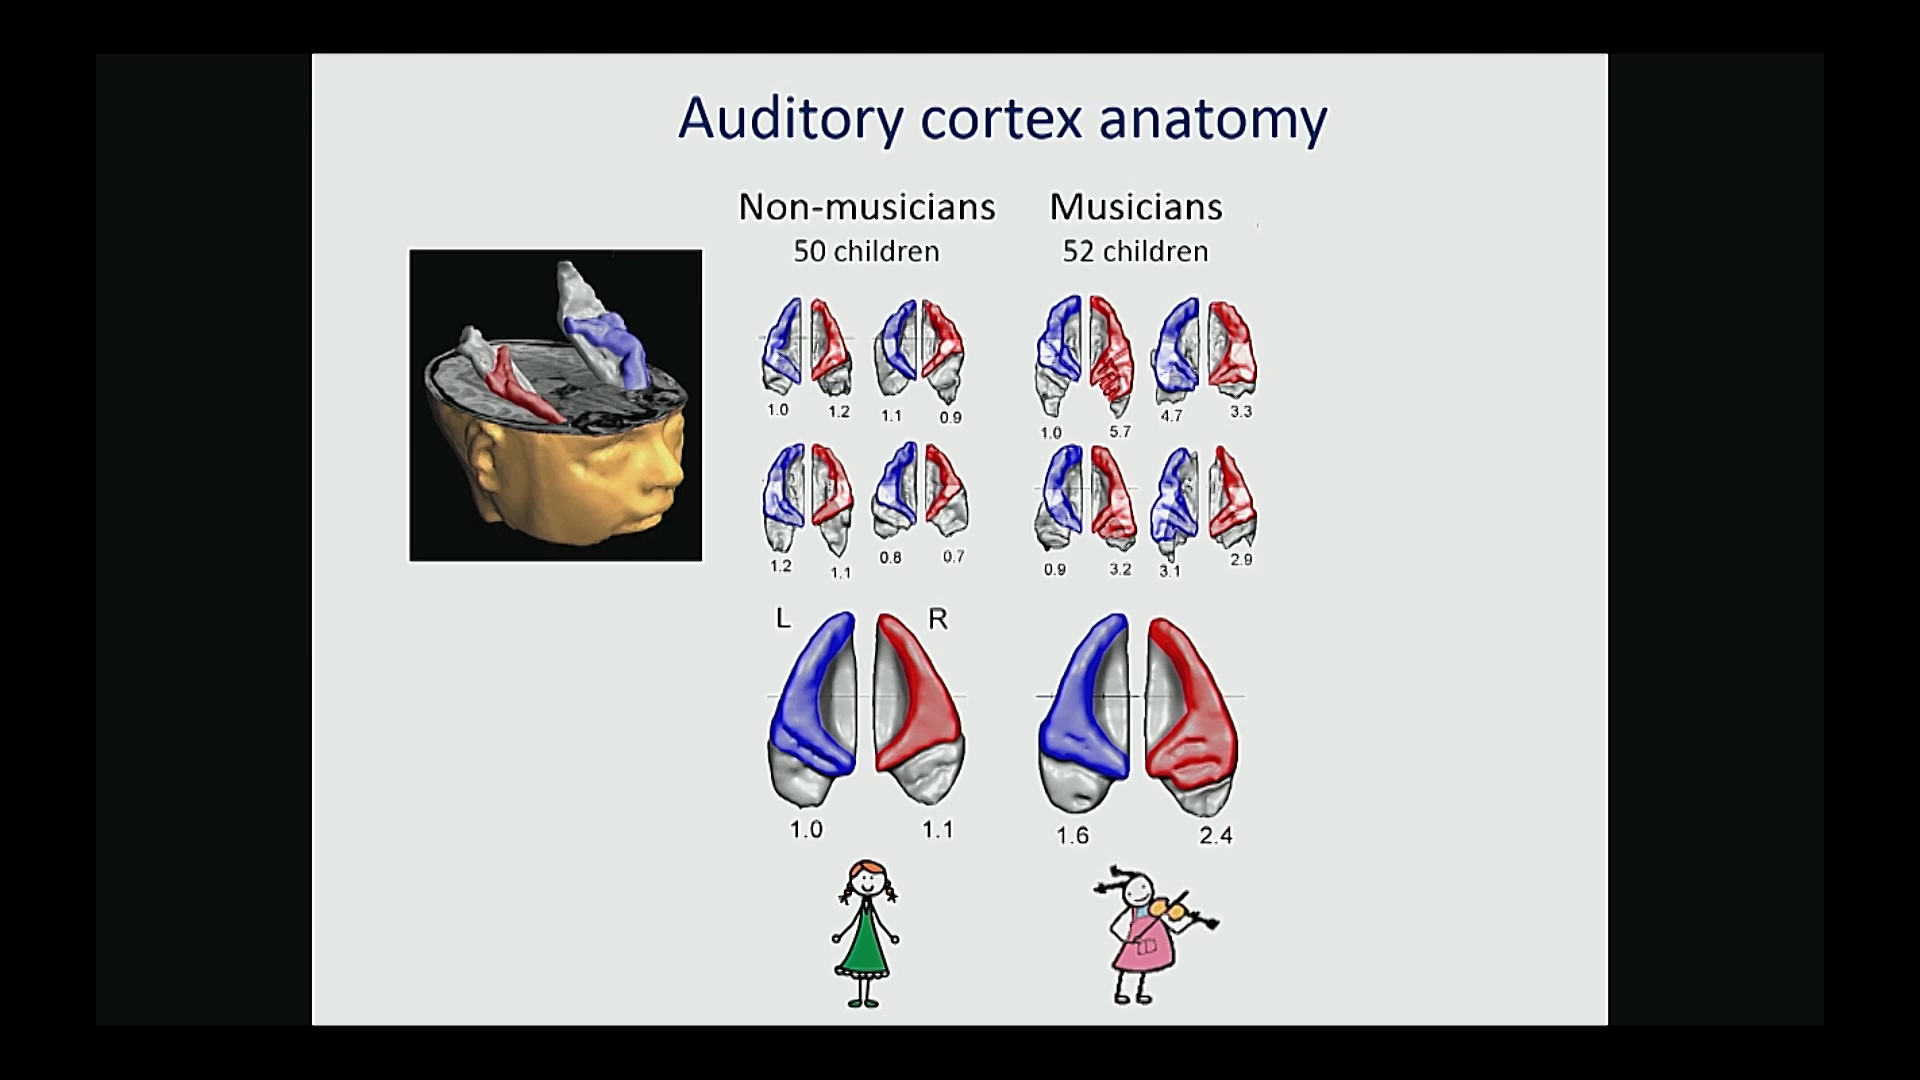 Auditory cortex anatomy
Non-musicians
50 children
Musicians
52 children
1.0 1.2 1.1 0.9
1.0 5.7 4.7 3.3
1.2 1.1 0.8 0.7
0.9 3.2 3.1 2.9
L R
1.0 1.1
1.6 2.4